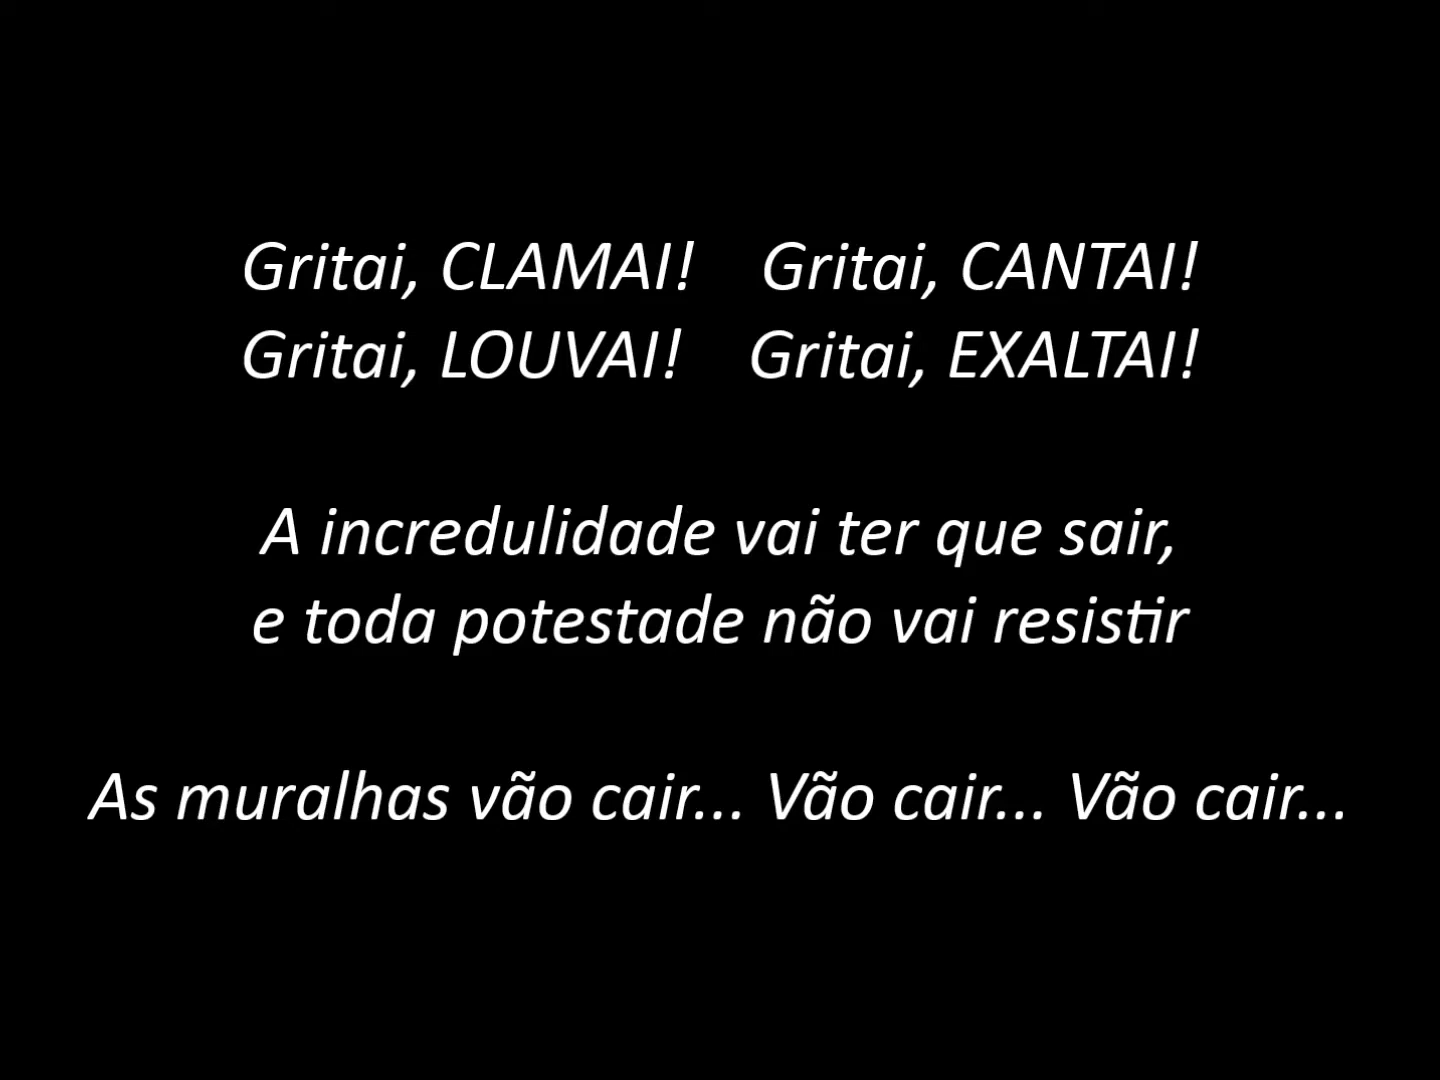 Gritai, CLAMAI!    Gritai, CANTAI!
Gritai, LOUVAI!    Gritai, EXALTAI!
A incredulidade vai ter que sair,
e toda potestade não vai resistir
As muralhas vão cair... Vão cair... Vão cair...